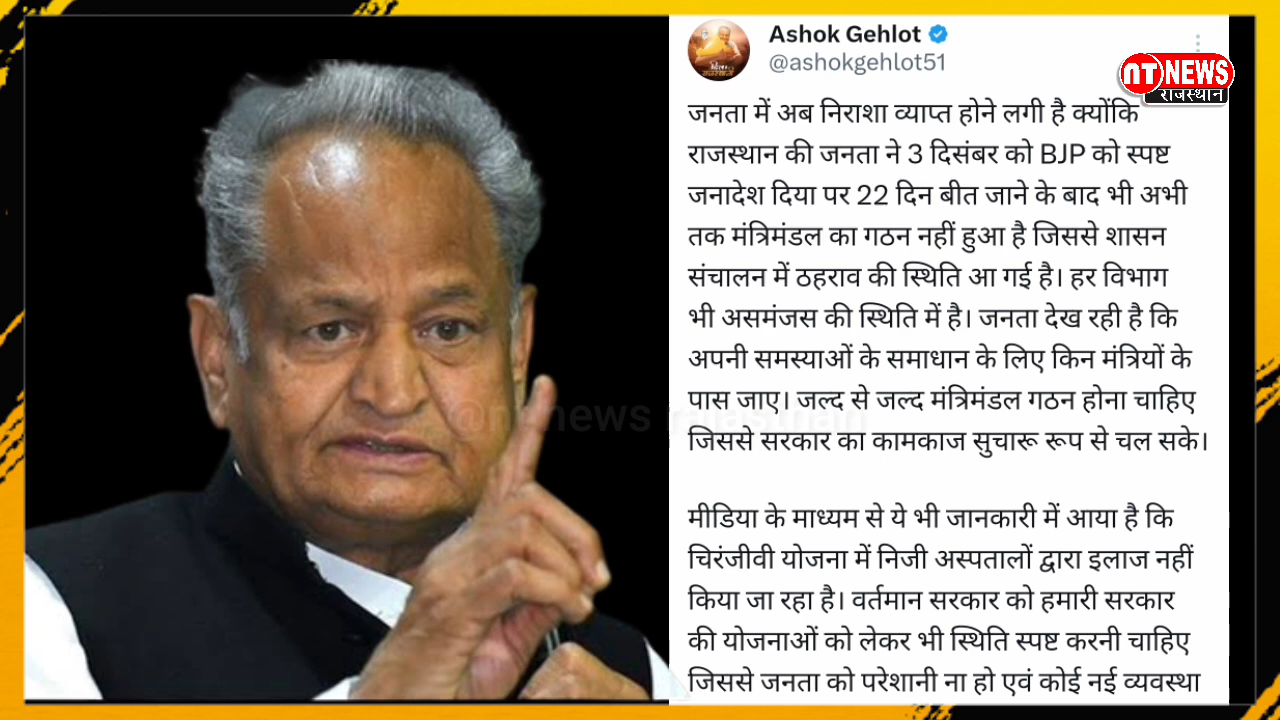 Ashok Gehlot
@ashokgehlot51
nT NEWS
राजस्थान
जनता में अब निराशा व्याप्त होने लगी है क्योंकि
राजस्थान की जनता ने 3 दिसंबर को BJP को स्पष्ट
जनादेश दिया पर 22 दिन बीत जाने के बाद भी अभी
तक मंत्रिमंडल का गठन नहीं हुआ है जिससे शासन
संचालन में ठहराव की स्थिति आ गई है। हर विभाग
भी असमंजस की स्थिति में है। जनता देख रही है कि
अपनी समस्याओं के समाधान के लिए किन मंत्रियों के
पास जाए। जल्द से जल्द मंत्रिमंडल गठन होना चाहिए
जिससे सरकार का कामकाज सुचारू रूप से चल सके।
मीडिया के माध्यम से ये भी जानकारी में आया है कि
चिरंजीवी योजना में निजी अस्पतालों द्वारा इलाज नहीं
किया जा रहा है। वर्तमान सरकार को हमारी सरकार
की योजनाओं को लेकर भी स्थिति स्पष्ट करनी चाहिए
जिससे जनता को परेशानी ना हो एवं कोई नई व्यवस्था